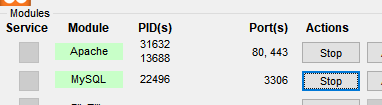 Modules
Service Module PID(s) Port(s) Actions
Apache 31632 13688 80, 443 Stop
MySQL 22496 3306 Stop